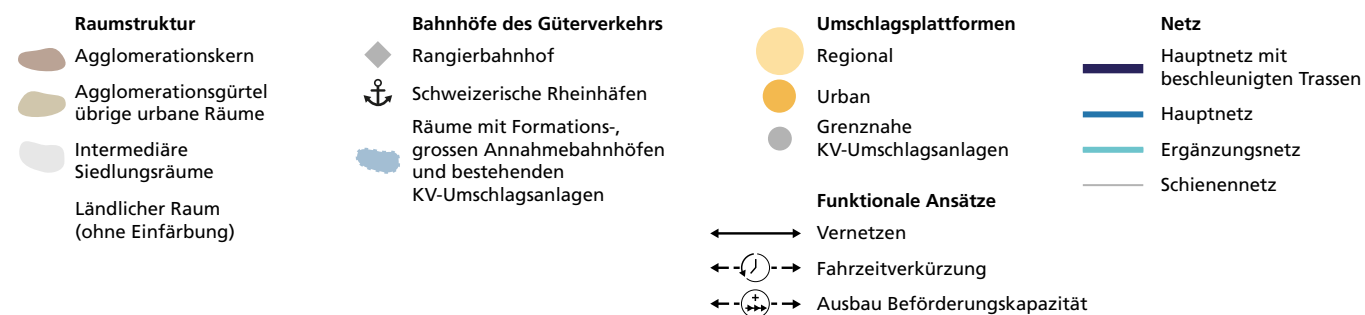 Raumstruktur
Agglomerationskern
Agglomerationsgürtel
übrige urbane Räume
Intermediäre
Siedlungsräume
Ländlicher Raum
(ohne Einfärbung)
Bahnhöfe des Güterverkehrs
Rangierbahnhof
Schweizerische Rheinhäfen
Räume mit Formations-,
grossen Annahmebahnhöfen
und bestehenden
KV-Umschlagsanlagen
Umschlagsplattformen
Regional
Urban
Grenznahe
KV-Umschlagsanlagen
Funktionale Ansätze
Vernetzen
Fahrzeitverkürzung
Ausbau Beförderungskapazität
Netz
Hauptnetz mit
beschleunigten Trassen
Hauptnetz
Ergänzungsnetz
Schienennetz